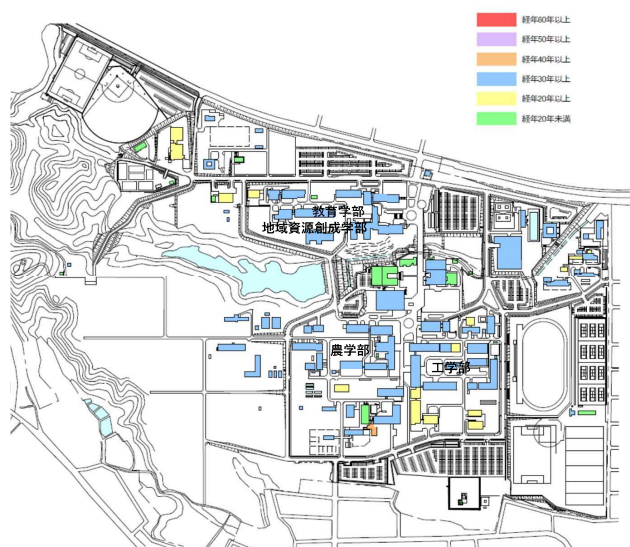 経年60年以上
経年50年以上
経年40年以上
経年30年以上
経年20年以上
経年20年未満
教育学部
地域資源創成学部
農学部
工学部